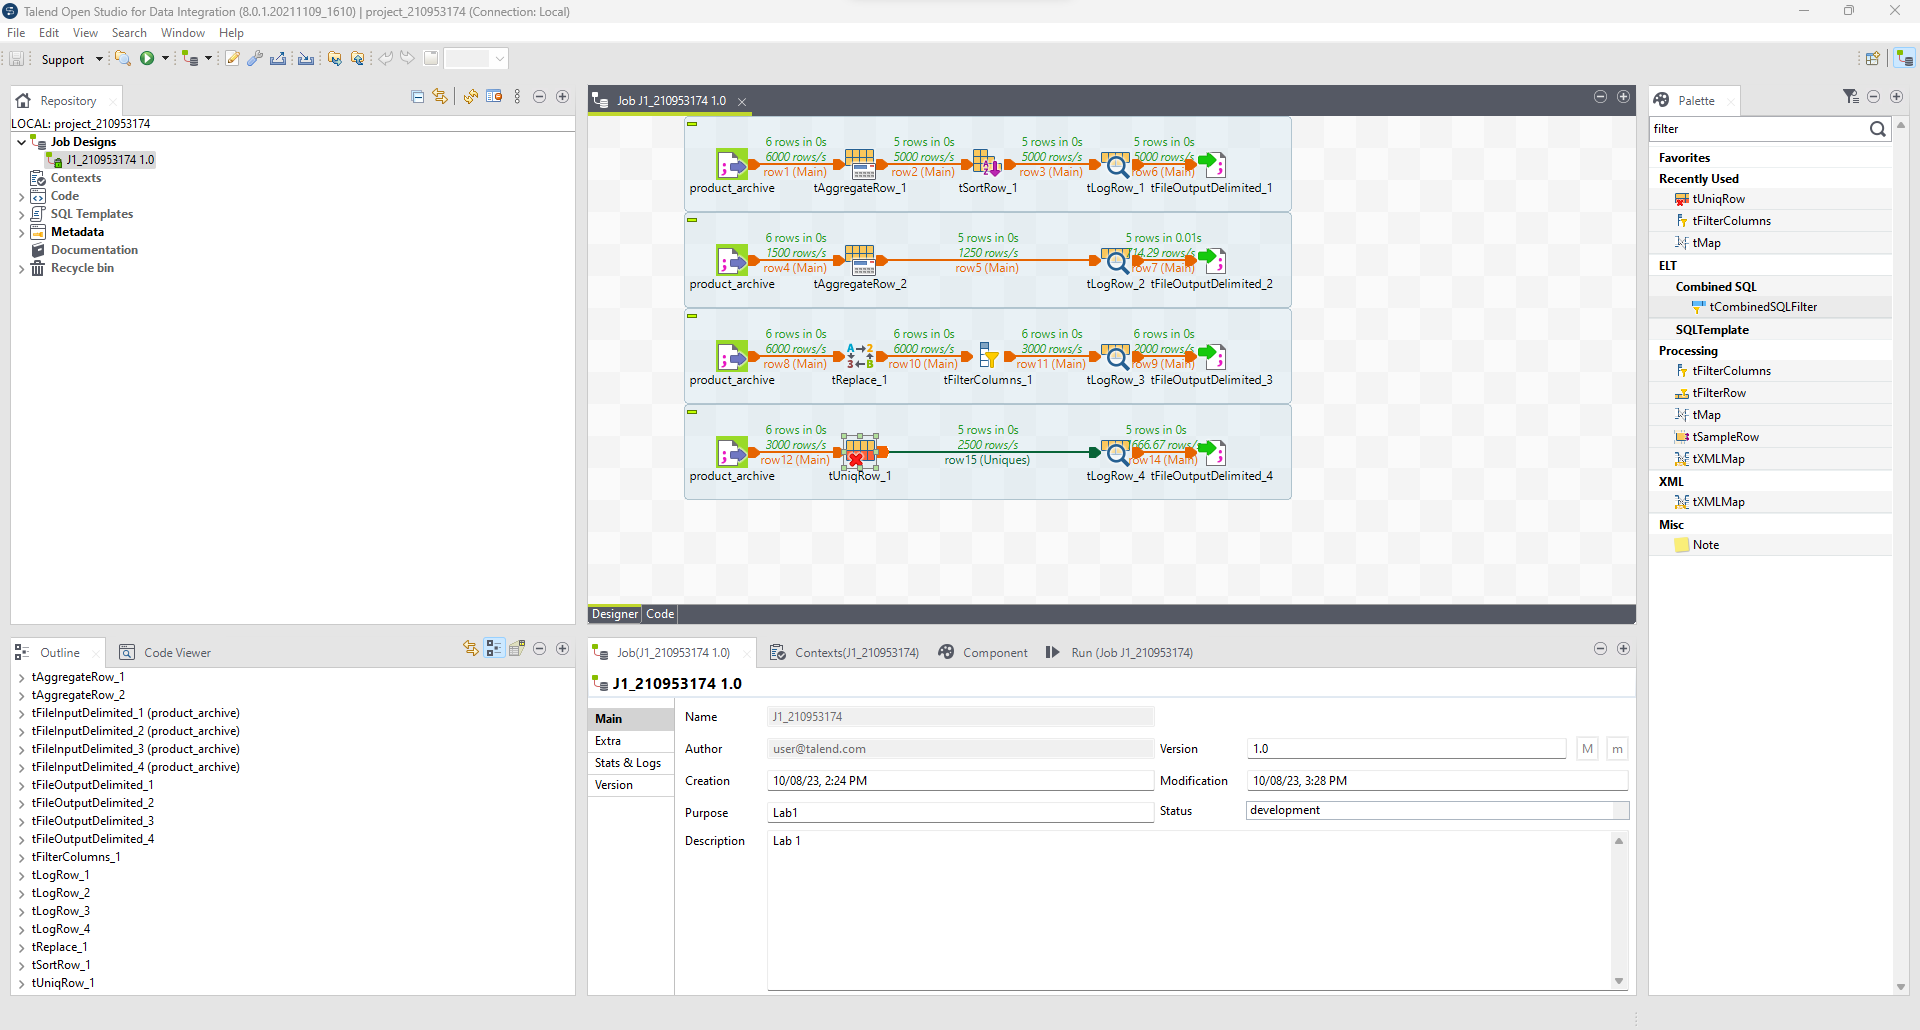 Talend Open Studio for Data Integration (8.0.1.20211109_1610) | project_210953174 (Connection: Local)
File Edit View Search Window Help
Support
Repository
LOCAL: project_210953174
Job Designs
J1_210953174 1.0
Contexts
Code
SQL Templates
Metadata
Documentation
Recycle bin
Job J1_210953174 1.0
6 rows in 0s 5 rows in 0s 5 rows in 0s 5 rows in 0s
6000 rows/s 5000 rows/s 5000 rows/s 5000 rows/s
row1 (Main) row2 (Main) row3 (Main) row6 (Main)
product_archive tAggregateRow_1 tSortRow_1 tLogRow_1 tFileOutputDelimited_1
6 rows in 0s 5 rows in 0s 5 rows in 0.01s
1500 rows/s 1250 rows/s 14.29 rows/s
row4 (Main) row5 (Main) row7 (Main)
product_archive tAggregateRow_2 tLogRow_2 tFileOutputDelimited_2
6 rows in 0s 6 rows in 0s 6 rows in 0s 6 rows in 0s
6000 rows/s 6000 rows/s 3000 rows/s 2000 rows/s
row8 (Main) row10 (Main) row11 (Main) row9 (Main)
product_archive tReplace_1 tFilterColumns_1 tLogRow_3 tFileOutputDelimited_3
6 rows in 0s 5 rows in 0s 5 rows in 0s
3000 rows/s 2500 rows/s 1666.67 rows/s
row12 (Main) row15 (Uniques) row14 (Main)
product_archive tUniqRow_1 tLogRow_4 tFileOutputDelimited_4
Designer Code
Palette
filter
Favorites
Recently Used
tUniqRow
tFilterColumns
tMap
ELT
Combined SQL
tCombinedSQLFilter
SQLTemplate
Processing
tFilterColumns
tFilterRow
tMap
tSampleRow
tXMLMap
XML
tXMLMap
Misc
Note
Outline Code Viewer
tAggregateRow_1
tAggregateRow_2
tFileInputDelimited_1 (product_archive)
tFileInputDelimited_2 (product_archive)
tFileInputDelimited_3 (product_archive)
tFileInputDelimited_4 (product_archive)
tFileOutputDelimited_1
tFileOutputDelimited_2
tFileOutputDelimited_3
tFileOutputDelimited_4
tFilterColumns_1
tLogRow_1
tLogRow_2
tLogRow_3
tLogRow_4
tReplace_1
tSortRow_1
tUniqRow_1
Job(J1_210953174 1.0) Contexts(J1_210953174) Component Run (Job J1_210953174)
J1_210953174 1.0
Main
Extra
Stats & Logs
Version
Name J1_210953174
Author user@talend.com Version 1.0 M m
Creation 10/08/23, 2:24 PM Modification 10/08/23, 3:28 PM
Purpose Lab1 Status development
Description Lab 1